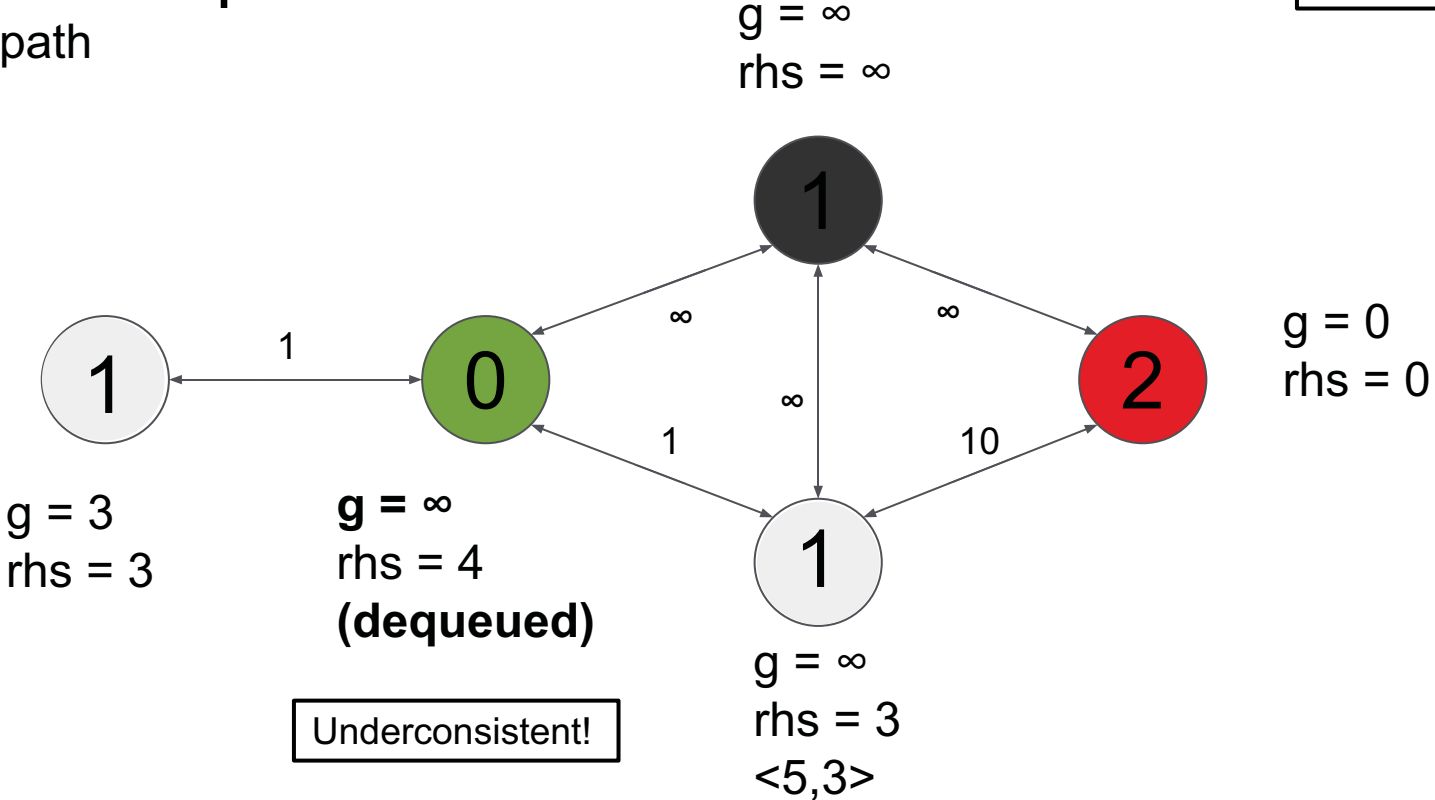 path
g = ∞
rhs = ∞
1
∞
∞
1
1
0
∞
2
g = 0
rhs = 0
1
10
g = 3
rhs = 3
g = ∞
rhs = 4
(dequeued)
1
Underconsistent!
g = ∞
rhs = 3
<5,3>